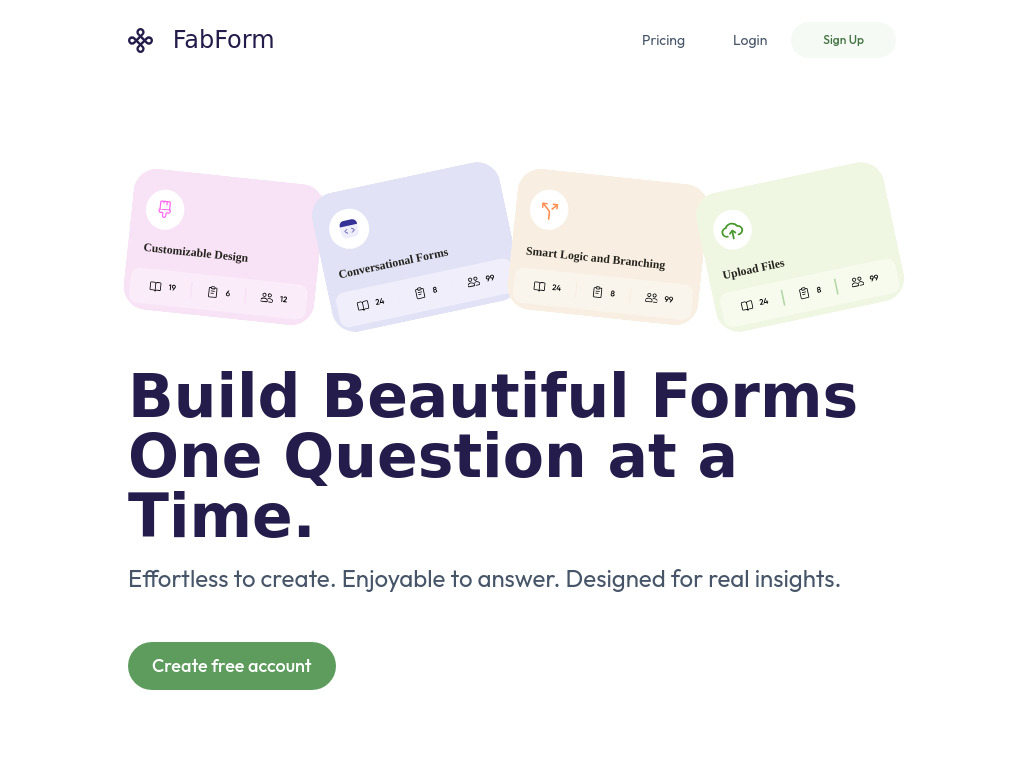 FabForm
Pricing
Login
Sign Up
Customizable Design
19
6
12
Conversational Forms
24
8
99
Smart Logic and Branching
24
8
99
Upload Files
24
8
99
Build Beautiful Forms
One Question at a
Time.
Effortless to create. Enjoyable to answer. Designed for real insights.
Create free account